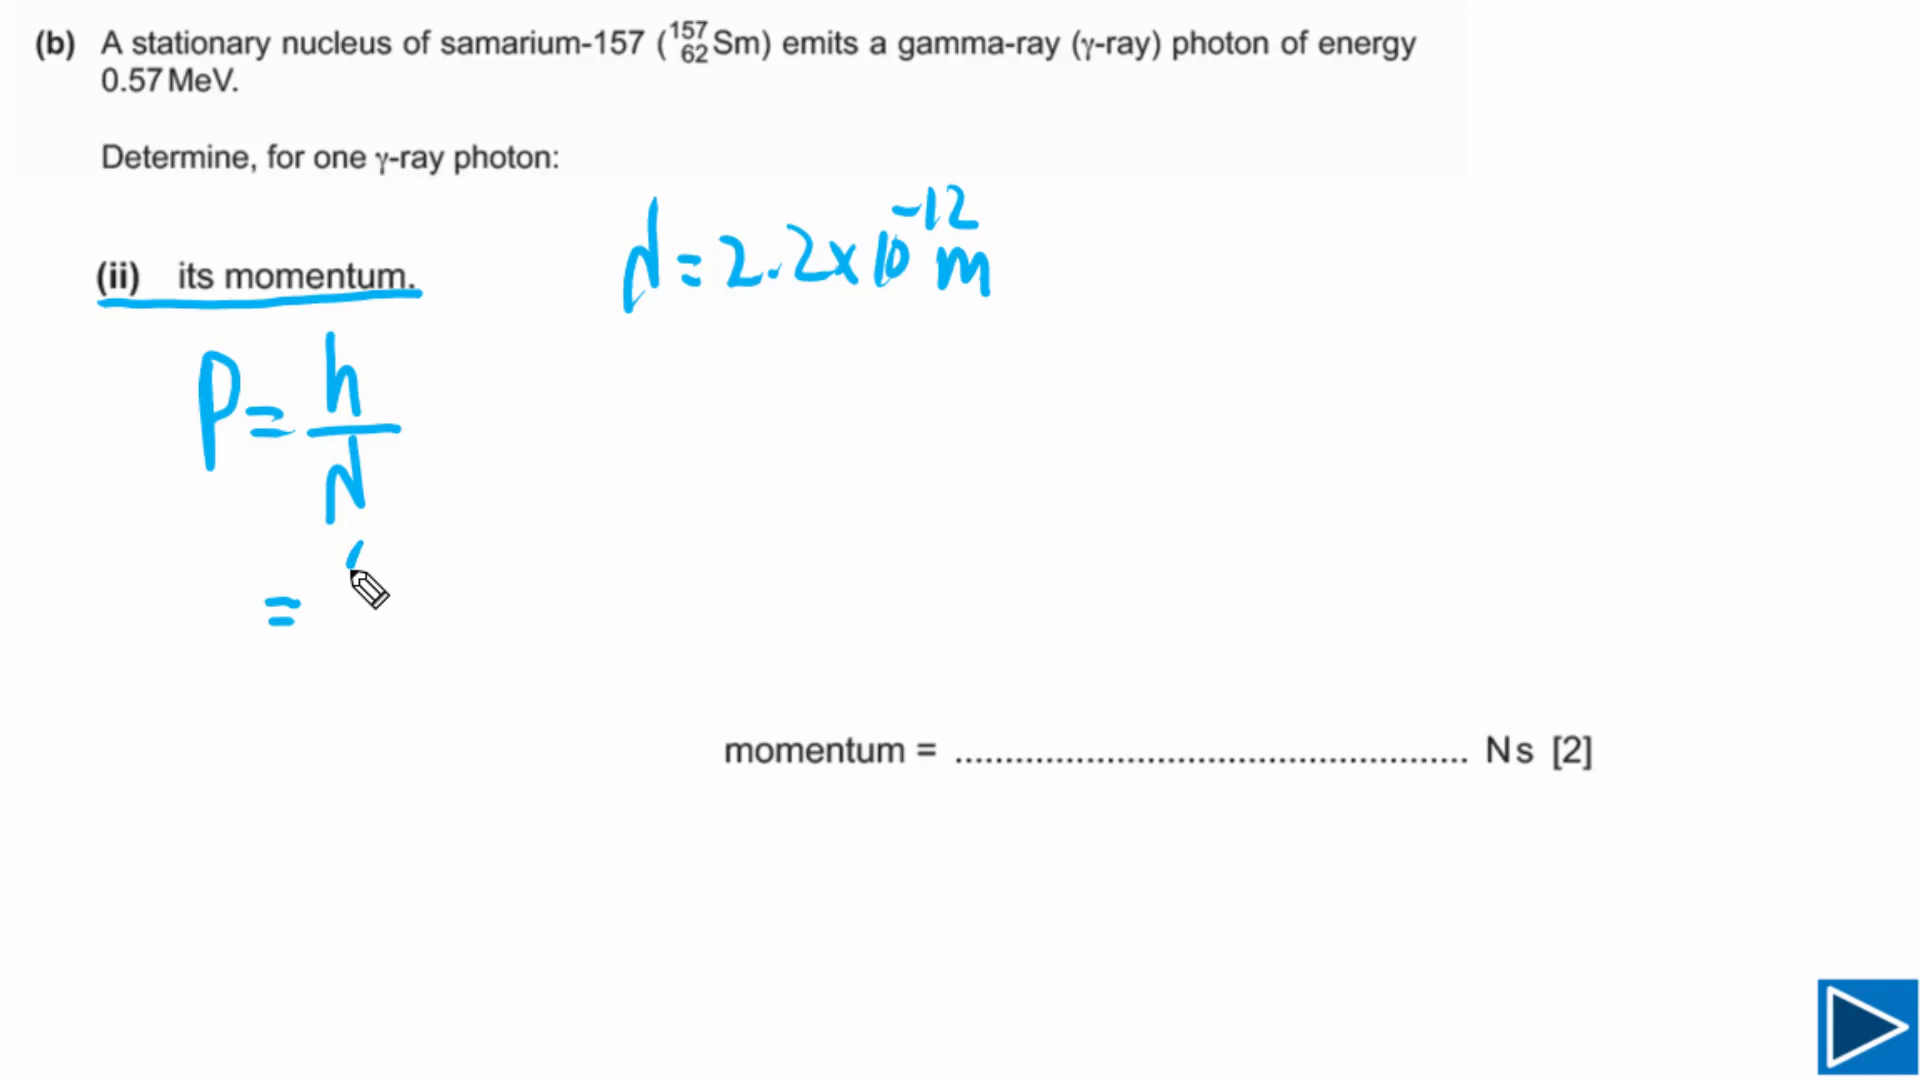 (b) A stationary nucleus of samarium-157 (¹⁵⁷₆₂Sm) emits a gamma-ray (γ-ray) photon of energy
0.57 MeV.
Determine, for one γ-ray photon:
λ = 2.2 x 10⁻¹² m
(ii) its momentum.
P = h/λ
=
momentum = .................................................. N s [2]